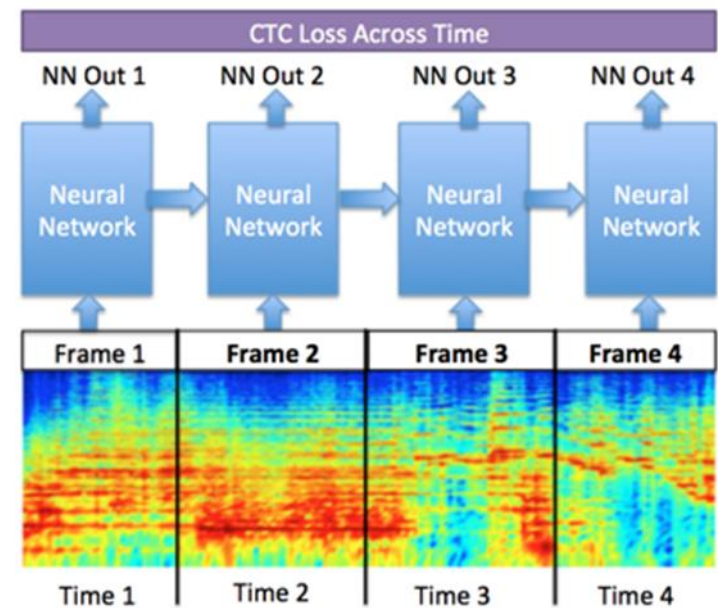 CTC Loss Across Time
NN Out 1 NN Out 2 NN Out 3 NN Out 4
Neural Network Neural Network Neural Network Neural Network
Frame 1 Frame 2 Frame 3 Frame 4
Time 1 Time 2 Time 3 Time 4